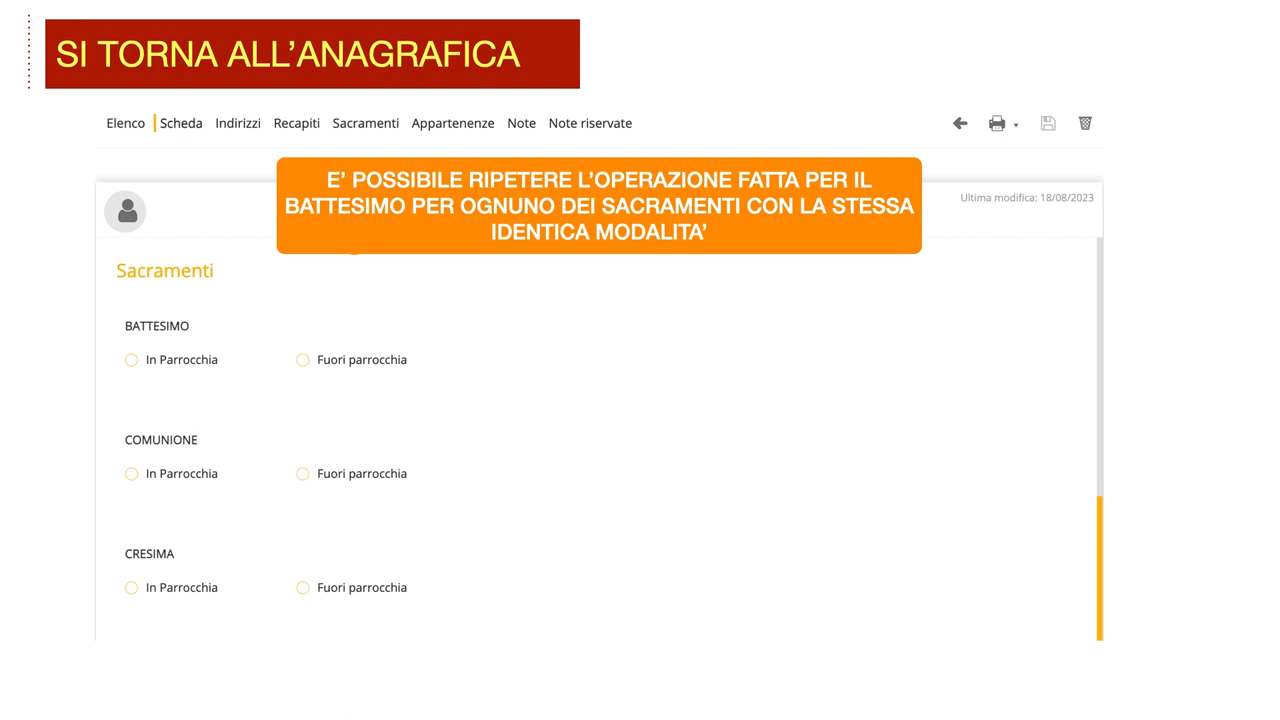 SI TORNA ALL’ANAGRAFICA
Elenco Scheda Indirizzi Recapiti Sacramenti Appartenenze Note Note riservate
E’ POSSIBILE RIPETERE L’OPERAZIONE FATTA PER IL
BATTESIMO PER OGNUNO DEI SACRAMENTI CON LA STESSA
IDENTICA MODALITA’
Ultima modifica: 18/08/2023
Sacramenti
BATTESIMO
In Parrocchia Fuori parrocchia
COMUNIONE
In Parrocchia Fuori parrocchia
CRESIMA
In Parrocchia Fuori parrocchia